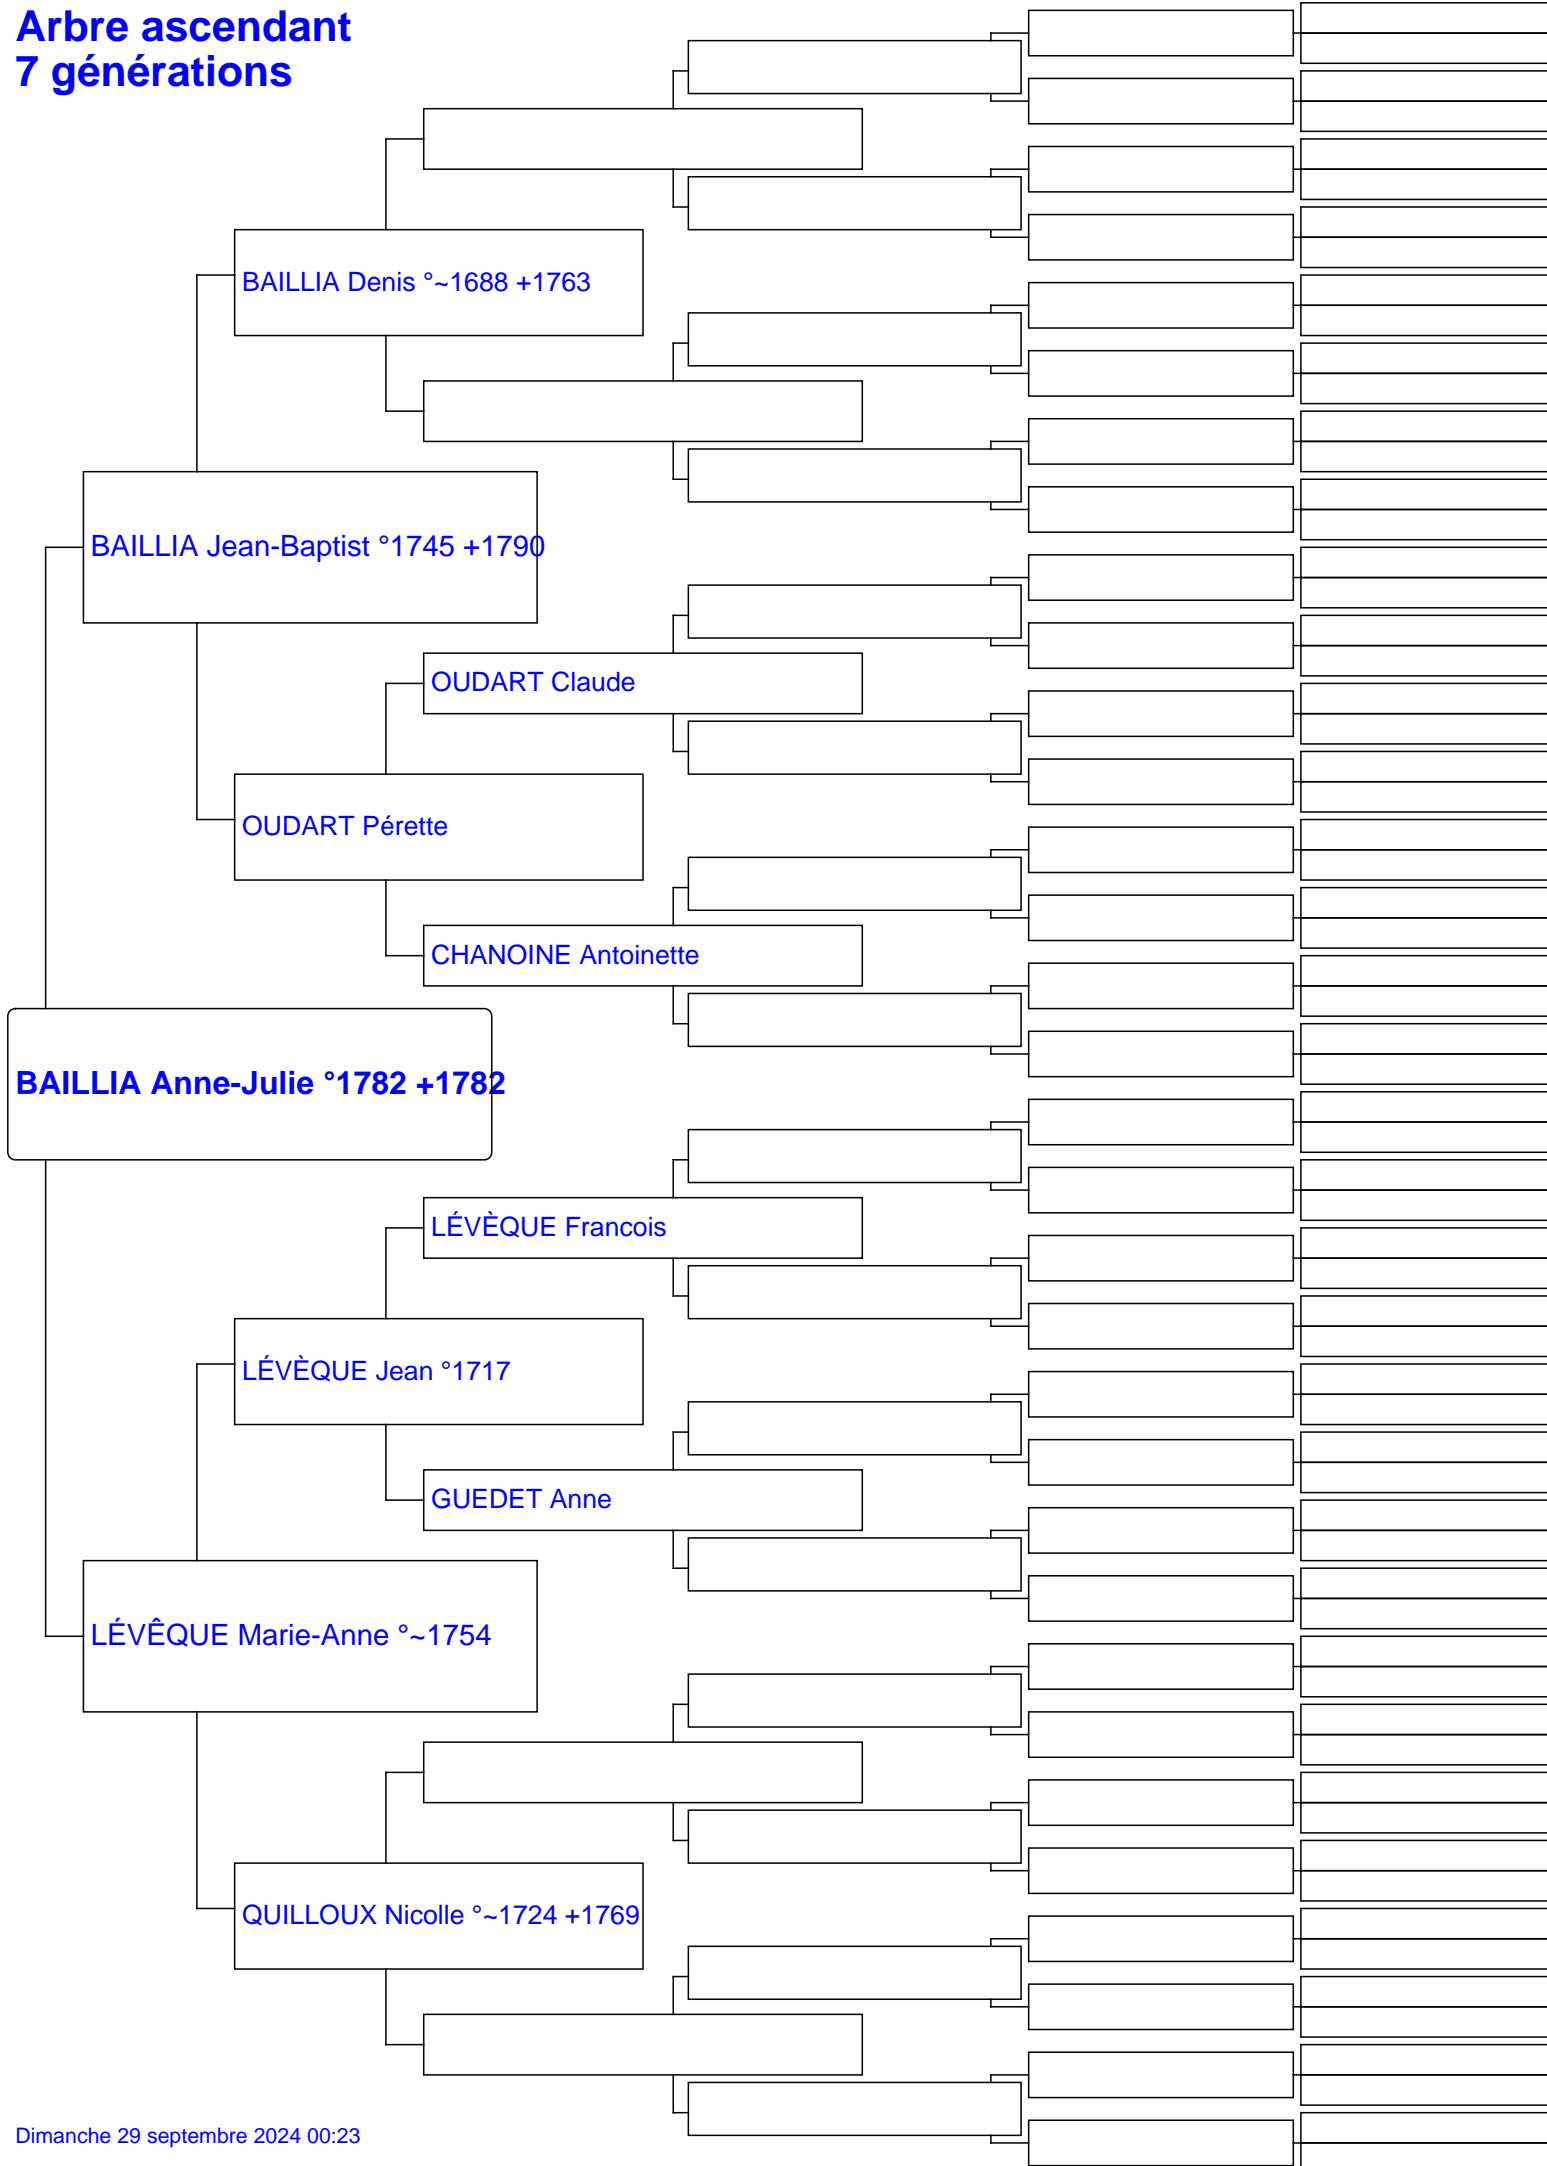 Arbre ascendant
7 générations
BAILLIA Denis °~1688 +1763
BAILLIA Jean-Baptist °1745 +1790
OUDART Claude
OUDART Pérette
CHANOINE Antoinette
BAILLIA Anne-Julie °1782 +1782
LÉVÈQUE Francois
LÉVÈQUE Jean °1717
GUEDET Anne
LÉVÊQUE Marie-Anne °~1754
QUILLOUX Nicolle °~1724 +1769
Dimanche 29 septembre 2024 00:23